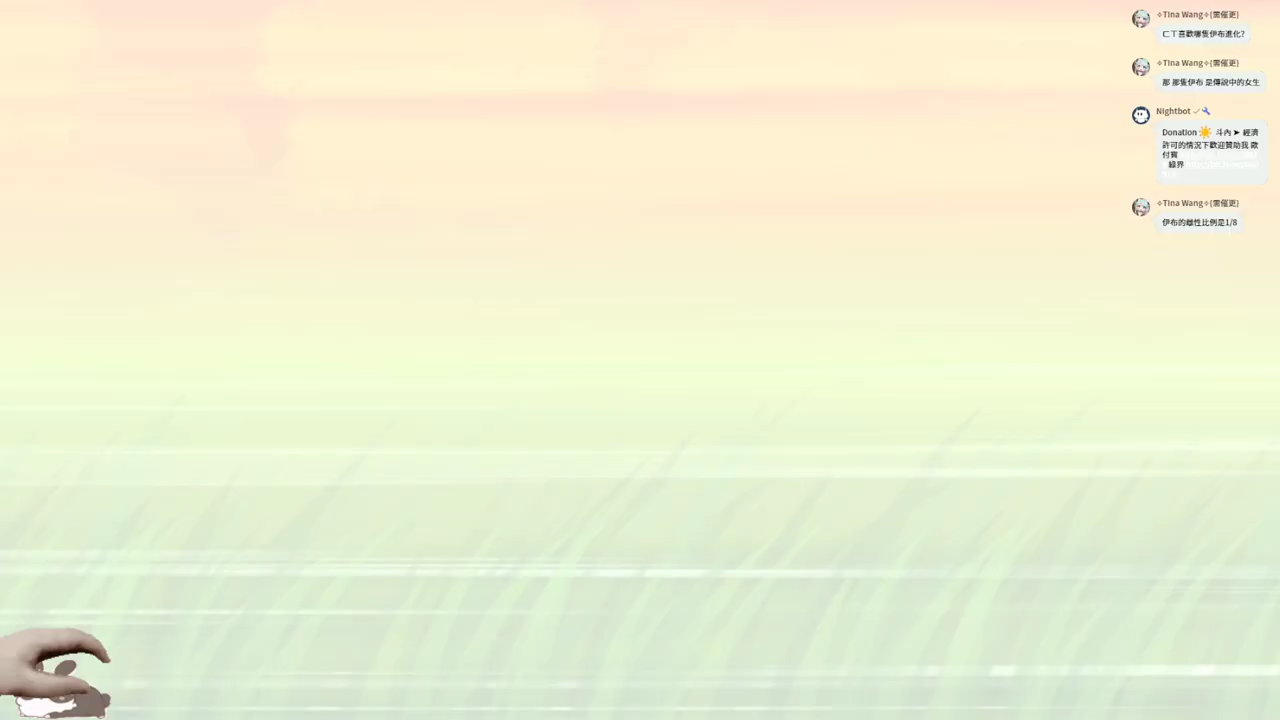 ✧Tina Wang✧(需催更)
ㄈㄒ喜歡哪隻伊布進化?
✧Tina Wang✧(需催更)
那 那隻伊布 是傳說中的女生
Nightbot
Donation ☀ 斗內 ➤ 經濟
許可的情況下歡迎贊助我 歐
付寶
綠界
✧Tina Wang✧(需催更)
伊布的雌性比例是1/8